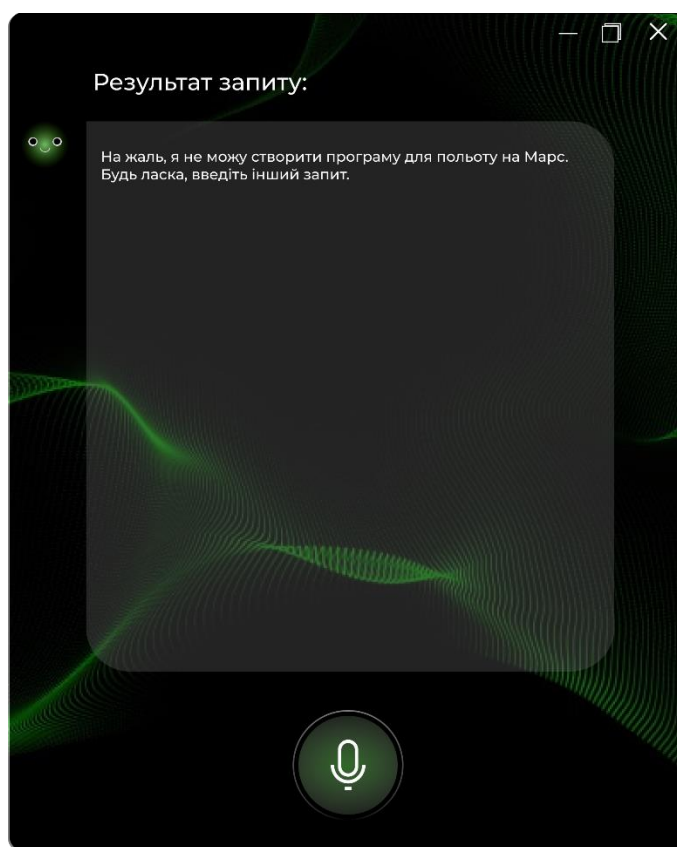 Результат запиту:
На жаль, я не можу створити програму для польоту на Марс.
Будь ласка, введіть інший запит.